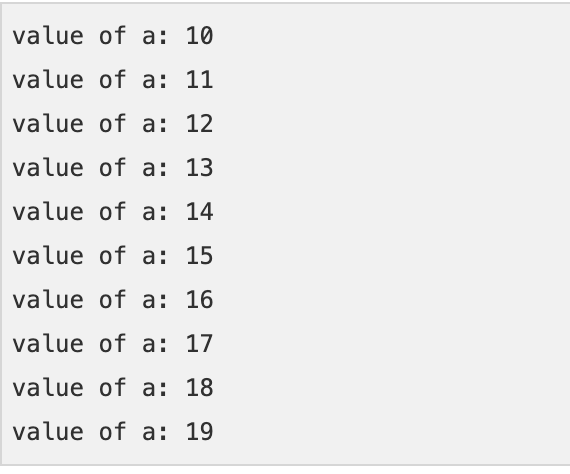 value of a: 10
value of a: 11
value of a: 12
value of a: 13
value of a: 14
value of a: 15
value of a: 16
value of a: 17
value of a: 18
value of a: 19